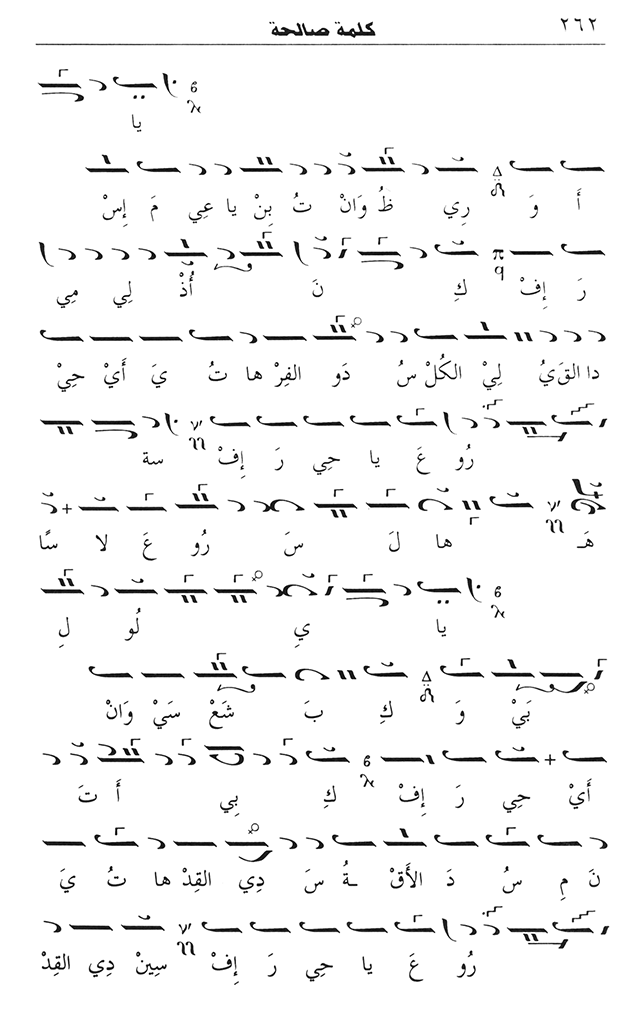 ٢٦٢ كلمة صالحة
يا
إِسْ مَ عِي يا بِنْ تُ وَانْ ظُ رِي وَ أَ
مِي لِي أُذْ نَ كِ إِفْ رَ
حِيْ أَيْ يَ تُ ها الفِرْ دَو سُ الكُلْ لِيْ يُ القَ دا
سة إِفْ رَ حِي يا عَ رُو
سًا لا عَ رُو سَ لَ ها هَـ
لِ لُو يِ يا
وَانْ سَيْ شَعْ بَ كِ وَ بَيْ
تَ أَ بِي كِ إِفْ رَ حِي أَيْ
يَ تُ ها القِدْ دِي سَ ـةُ الأَقْ دَ سُ مِ نَ
القِدْ دِي سِينْ إِفْ رَ حِي يا عَ رُو